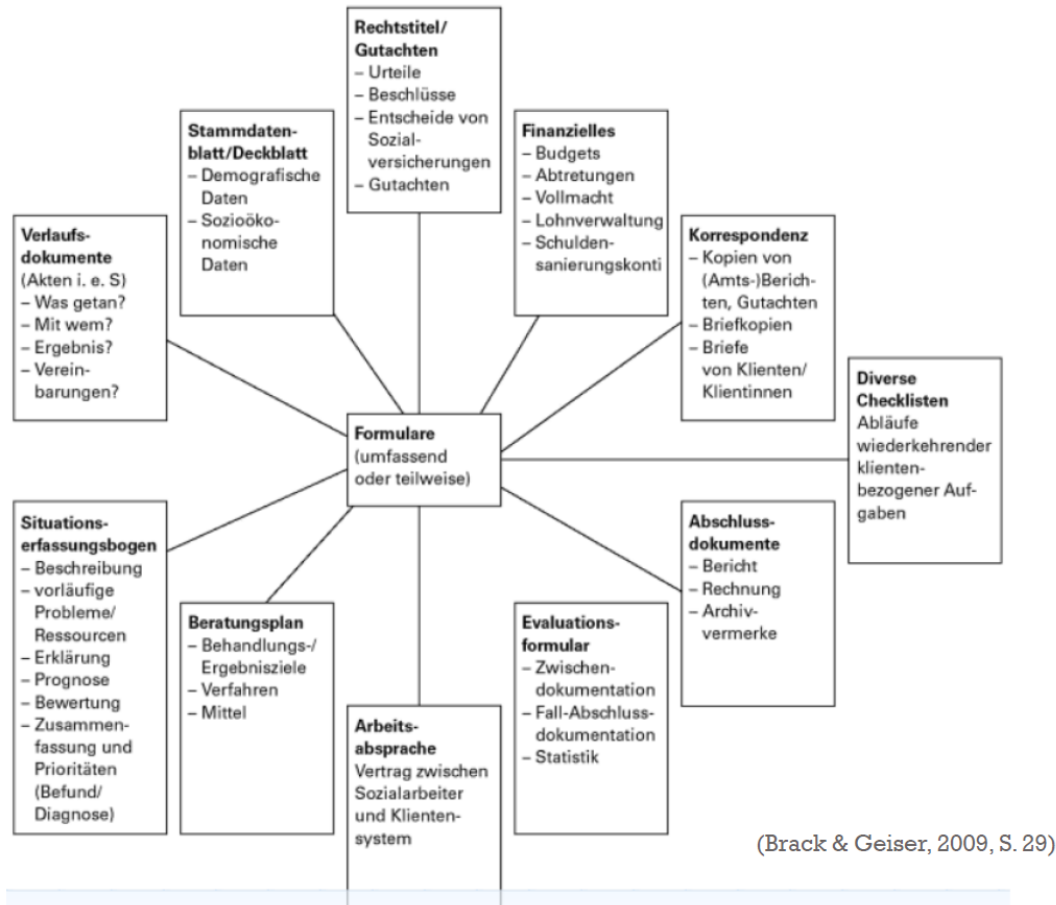 Rechtstitel/
Gutachten
– Urteile
– Beschlüsse
– Entscheide von
Sozial-
versicherungen
– Gutachten
Stammdaten-
blatt/Deckblatt
– Demografische
Daten
– Sozioöko-
nomische
Daten
Finanzielles
– Budgets
– Abtretungen
– Vollmacht
– Lohnverwaltung
– Schulden-
sanierungskonti
Verlaufs-
dokumente
(Akten i. e. S)
– Was getan?
– Mit wem?
– Ergebnis?
– Verein-
barungen?
Korrespondenz
– Kopien von
(Amts-)Berich-
ten, Gutachten
– Briefkopien
– Briefe
von Klienten/
Klientinnen
Diverse
Checklisten
Abläufe
wiederkehrender
klienten-
bezogener Auf-
gaben
Formulare
(umfassend
oder teilweise)
Situations-
erfassungsbogen
– Beschreibung
– vorläufige
Probleme/
Ressourcen
– Erklärung
– Prognose
– Bewertung
– Zusammen-
fassung und
Prioritäten
(Befund/
Diagnose)
Beratungsplan
– Behandlungs-/
Ergebnisziele
– Verfahren
– Mittel
Arbeits-
absprache
Vertrag zwischen
Sozialarbeiter
und Klienten-
system
Evaluations-
formular
– Zwischen-
dokumentation
– Fall-Abschluss-
dokumentation
– Statistik
Abschluss-
dokumente
– Bericht
– Rechnung
– Archiv-
vermerke
(Brack & Geiser, 2009, S. 29)